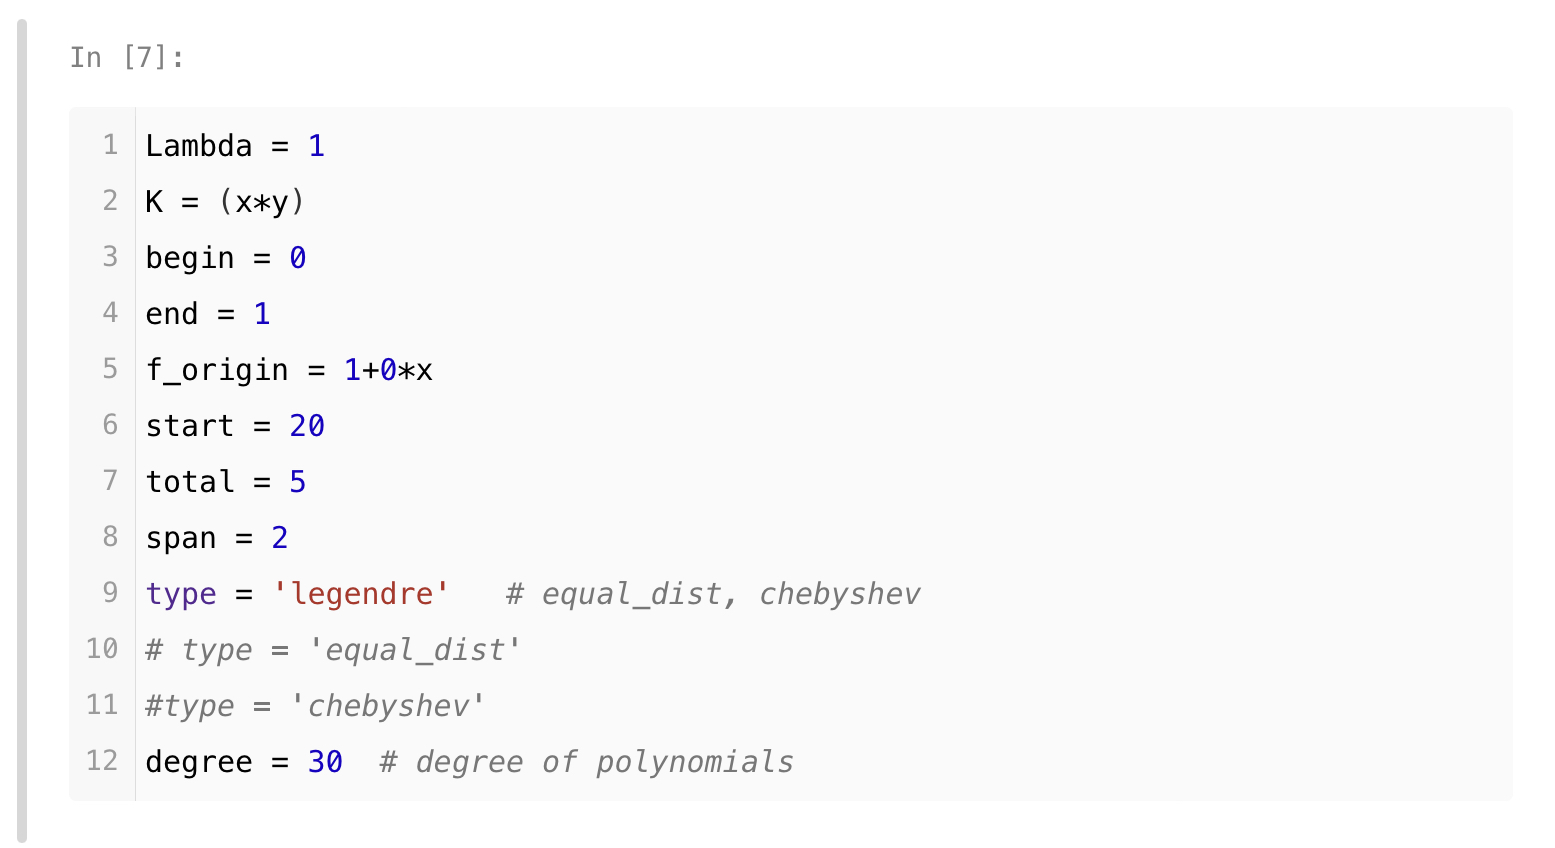 In [7]:
1 Lambda = 1
2 K = (x*y)
3 begin = 0
4 end = 1
5 f_origin = 1+0*x
6 start = 20
7 total = 5
8 span = 2
9 type = 'legendre'   # equal_dist, chebyshev
10 # type = 'equal_dist'
11 #type = 'chebyshev'
12 degree = 30  # degree of polynomials